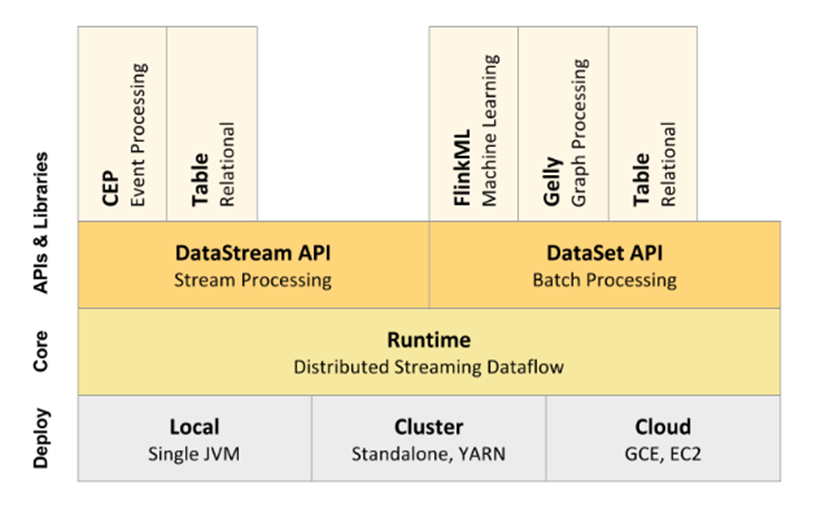 CEP
Event Processing
Table
Relational
FlinkML
Machine Learning
Gelly
Graph Processing
Table
Relational
APIs & Libraries
DataStream API
Stream Processing
DataSet API
Batch Processing
Core
Runtime
Distributed Streaming Dataflow
Deploy
Local
Single JVM
Cluster
Standalone, YARN
Cloud
GCE, EC2